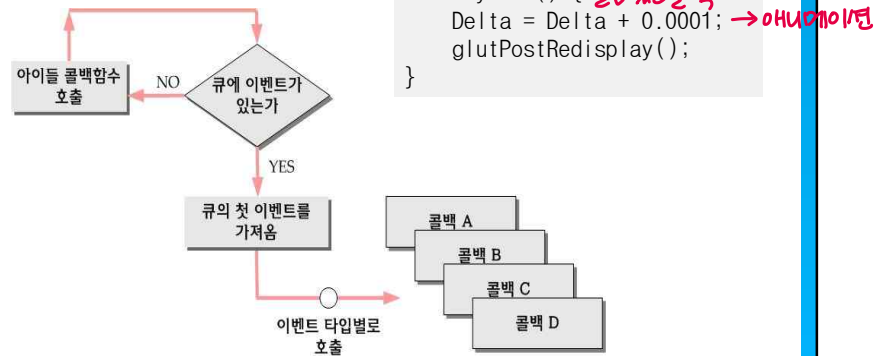 () {
Delta = Delta + 0.0001; → 애니메이션
glutPostRedisplay();
}
아이들 콜백함수
호출
NO
큐에 이벤트가
있는가
YES
큐의 첫 이벤트를
가져옴
이벤트 타입별로
호출
콜백 A
콜백 B
콜백 C
콜백 D